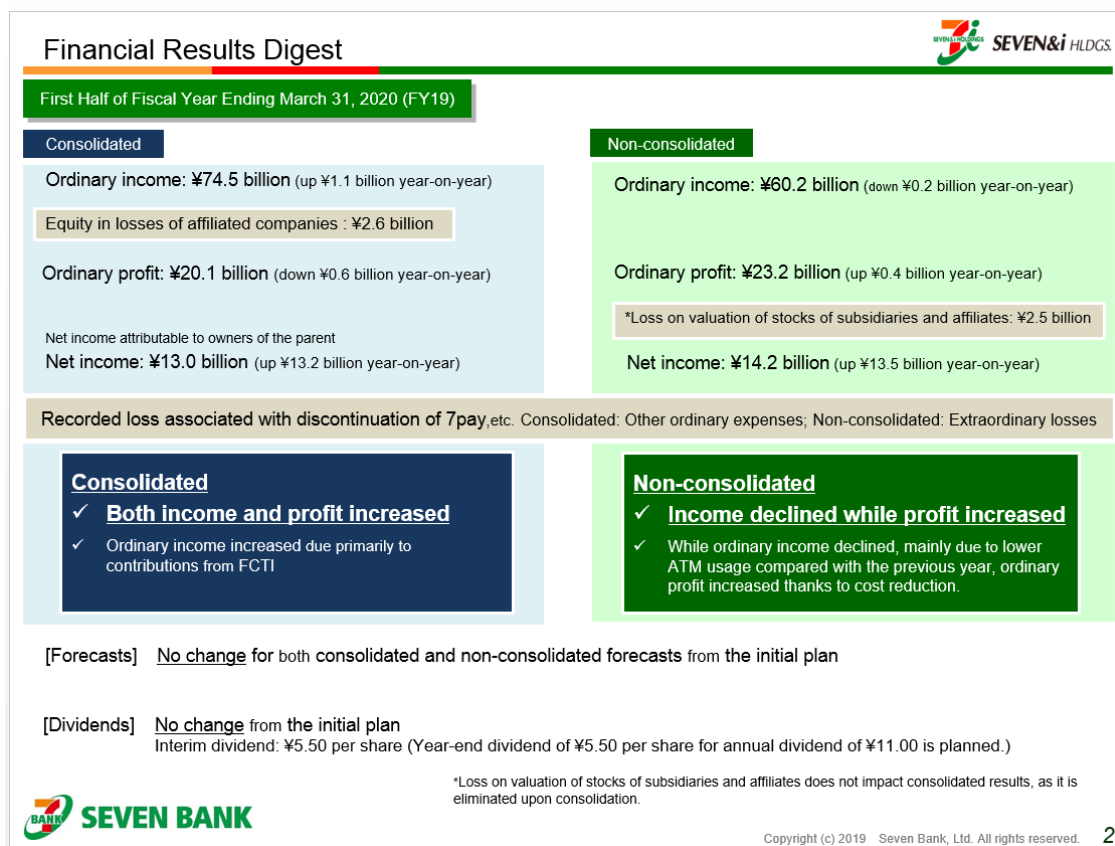 Financial Results Digest
SEVEN&i HOLDINGS
SEVEN&i HLDGS.
First Half of Fiscal Year Ending March 31, 2020 (FY19)
Consolidated
Ordinary income: ¥74.5 billion (up ¥1.1 billion year-on-year)
Equity in losses of affiliated companies : ¥2.6 billion
Ordinary profit: ¥20.1 billion (down ¥0.6 billion year-on-year)
Net income attributable to owners of the parent
Net income: ¥13.0 billion (up ¥13.2 billion year-on-year)
Non-consolidated
Ordinary income: ¥60.2 billion (down ¥0.2 billion year-on-year)
Ordinary profit: ¥23.2 billion (up ¥0.4 billion year-on-year)
*Loss on valuation of stocks of subsidiaries and affiliates: ¥2.5 billion
Net income: ¥14.2 billion (up ¥13.5 billion year-on-year)
Recorded loss associated with discontinuation of 7pay,etc. Consolidated: Other ordinary expenses; Non-consolidated: Extraordinary losses
Consolidated
✓ Both income and profit increased
✓ Ordinary income increased due primarily to
contributions from FCTI
Non-consolidated
✓ Income declined while profit increased
✓ While ordinary income declined, mainly due to lower
ATM usage compared with the previous year, ordinary
profit increased thanks to cost reduction.
[Forecasts] No change for both consolidated and non-consolidated forecasts from the initial plan
[Dividends] No change from the initial plan
Interim dividend: ¥5.50 per share (Year-end dividend of ¥5.50 per share for annual dividend of ¥11.00 is planned.)
*Loss on valuation of stocks of subsidiaries and affiliates does not impact consolidated results, as it is
eliminated upon consolidation.
7 BANK
SEVEN BANK
Copyright (c) 2019 Seven Bank, Ltd. All rights reserved. 2